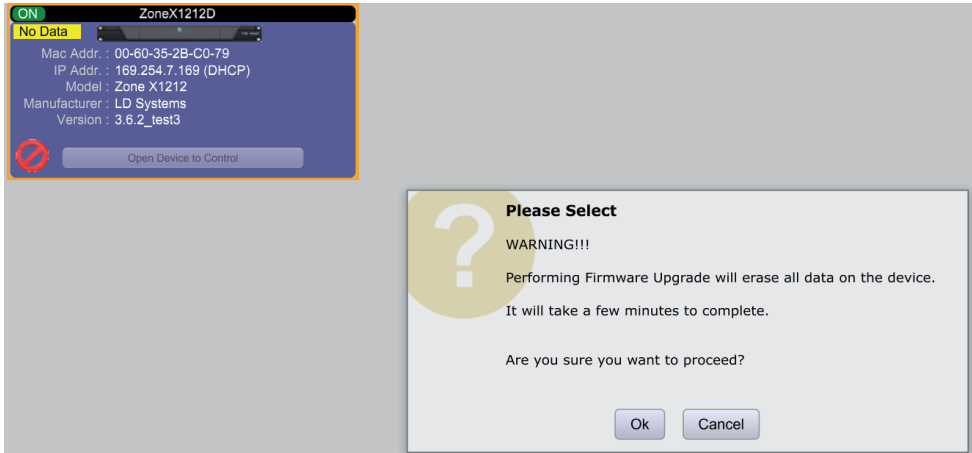 ON ZoneX1212D
No Data
Mac Addr. : 00-60-35-2B-C0-79
IP Addr. : 169.254.7.169 (DHCP)
Model : Zone X1212
Manufacturer : LD Systems
Version : 3.6.2_test3
Open Device to Control
Please Select
WARNING!!!
Performing Firmware Upgrade will erase all data on the device.
It will take a few minutes to complete.
Are you sure you want to proceed?
Ok Cancel